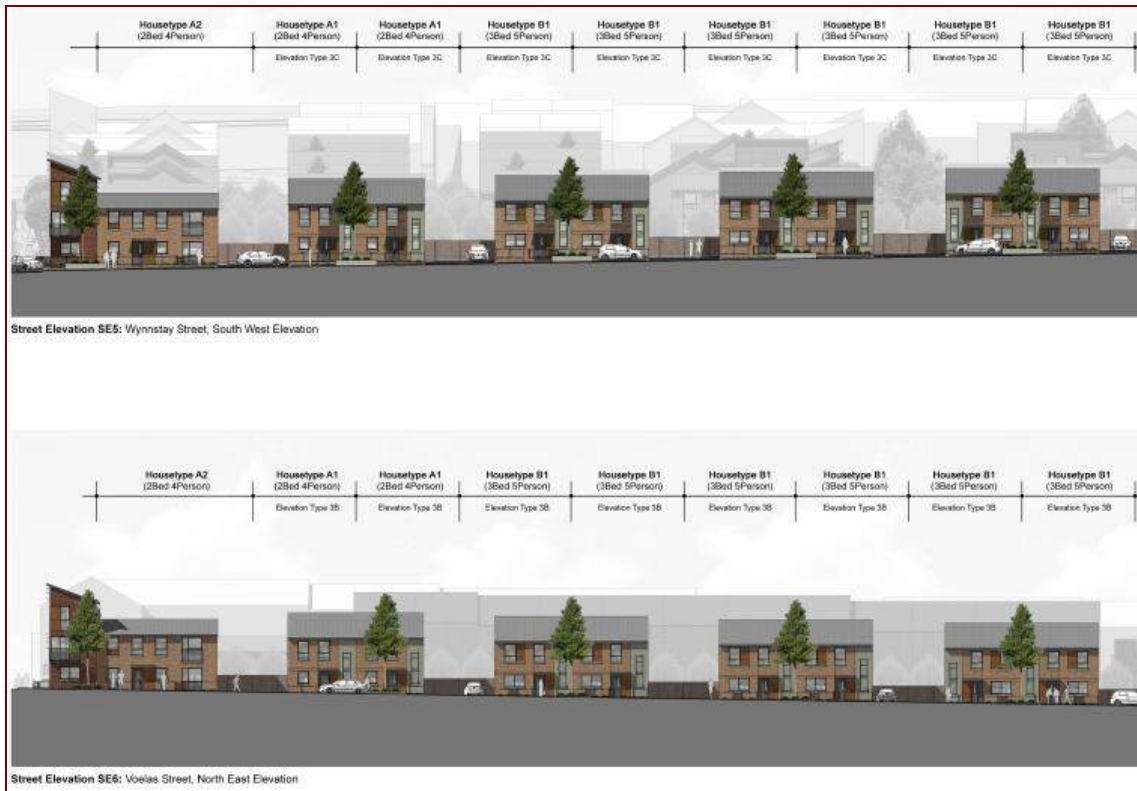 Housetype A2 Housetype A1 Housetype A1 Housetype B1 Housetype B1 Housetype B1 Housetype B1 Housetype B1 Housetype B1
(2Bed 4Person) (2Bed 4Person) (2Bed 4Person) (3Bed 5Person) (3Bed 5Person) (3Bed 5Person) (3Bed 5Person) (3Bed 5Person) (3Bed 5Person)
Elevation Type 3C Elevation Type 3C Elevation Type 3C Elevation Type 3C Elevation Type 3C Elevation Type 3C Elevation Type 3C Elevation Type 3C
Street Elevation SE5: Wynnstay Street, South West Elevation
Housetype A2 Housetype A1 Housetype A1 Housetype B1 Housetype B1 Housetype B1 Housetype B1 Housetype B1 Housetype B1
(2Bed 4Person) (2Bed 4Person) (2Bed 4Person) (3Bed 5Person) (3Bed 5Person) (3Bed 5Person) (3Bed 5Person) (3Bed 5Person) (3Bed 5Person)
Elevation Type 3B Elevation Type 3B Elevation Type 3B Elevation Type 3B Elevation Type 3B Elevation Type 3B Elevation Type 3B Elevation Type 3B
Street Elevation SE6: Voelas Street, North East Elevation